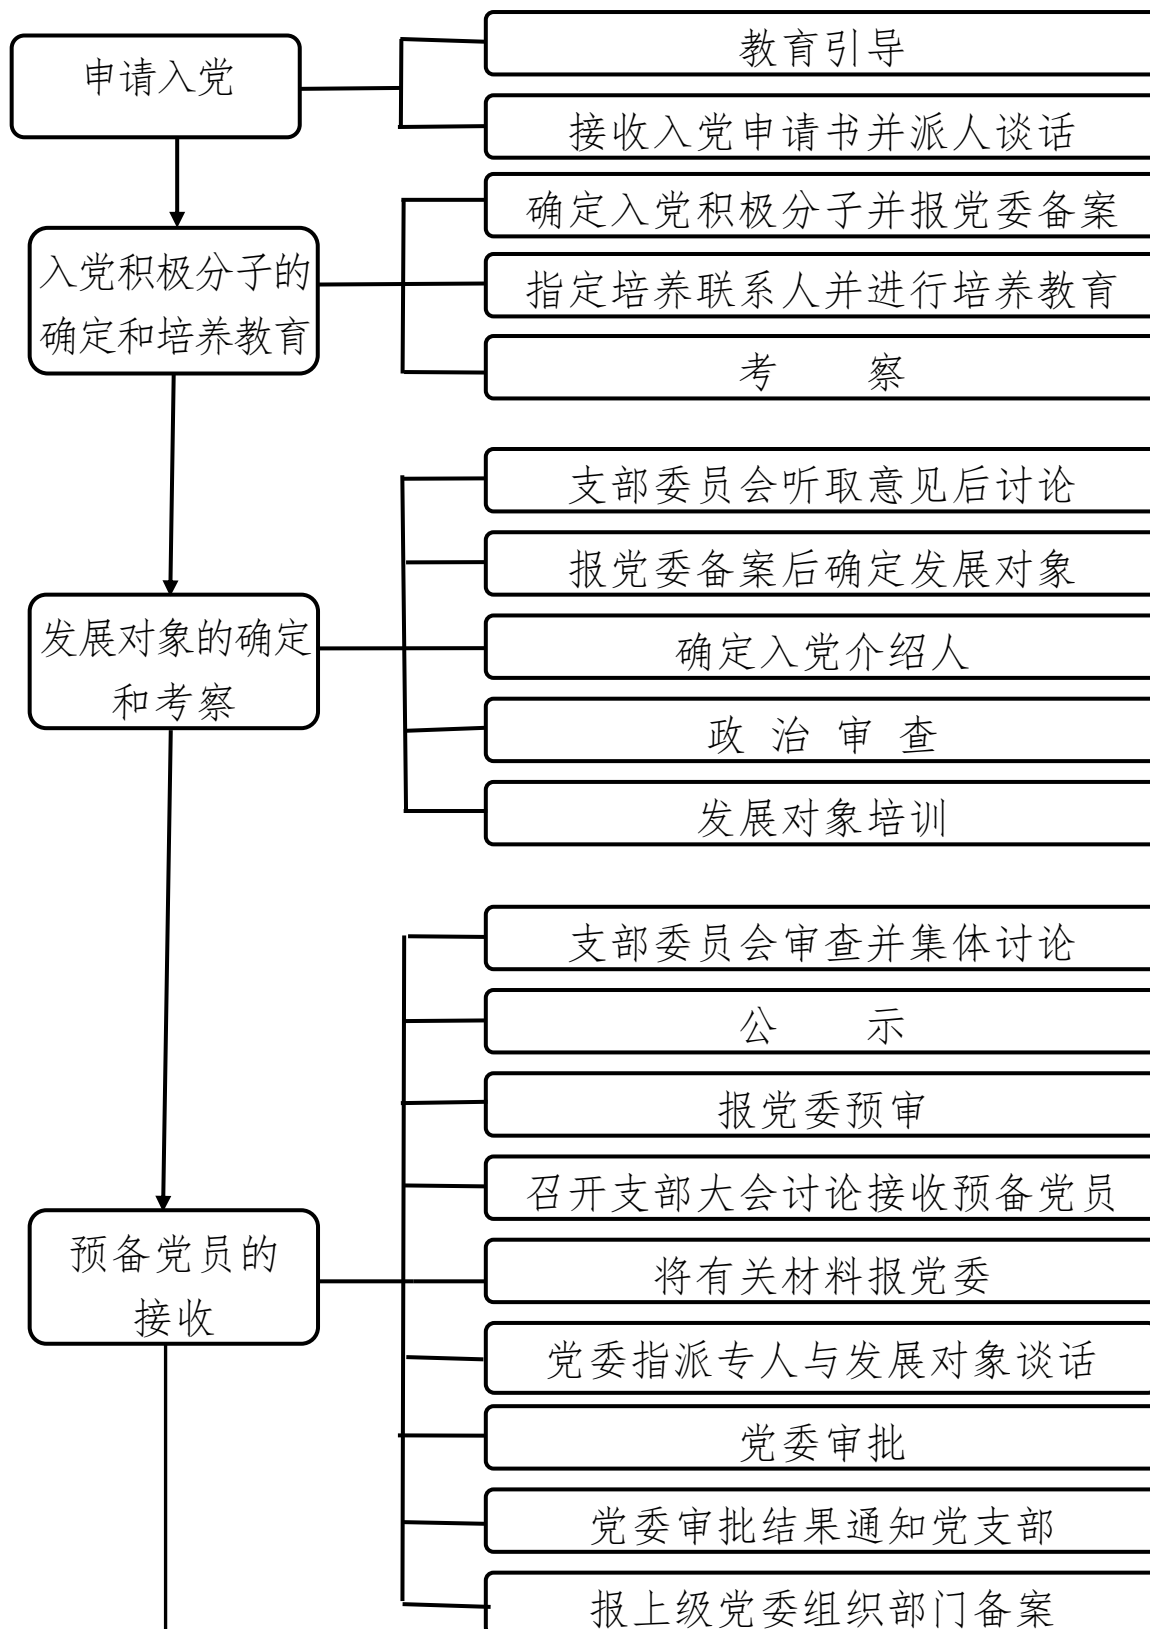 申请入党
教育引导
接收入党申请书并派人谈话
入党积极分子的
确定和培养教育
确定入党积极分子并报党委备案
指定培养联系人并进行培养教育
考 察
发展对象的确定
和考察
支部委员会听取意见后讨论
报党委备案后确定发展对象
确定入党介绍人
政 治 审 查
发展对象培训
预备党员的
接收
支部委员会审查并集体讨论
公 示
报党委预审
召开支部大会讨论接收预备党员
将有关材料报党委
党委指派专人与发展对象谈话
党委审批
党委审批结果通知党支部
报上级党委组织部门备案